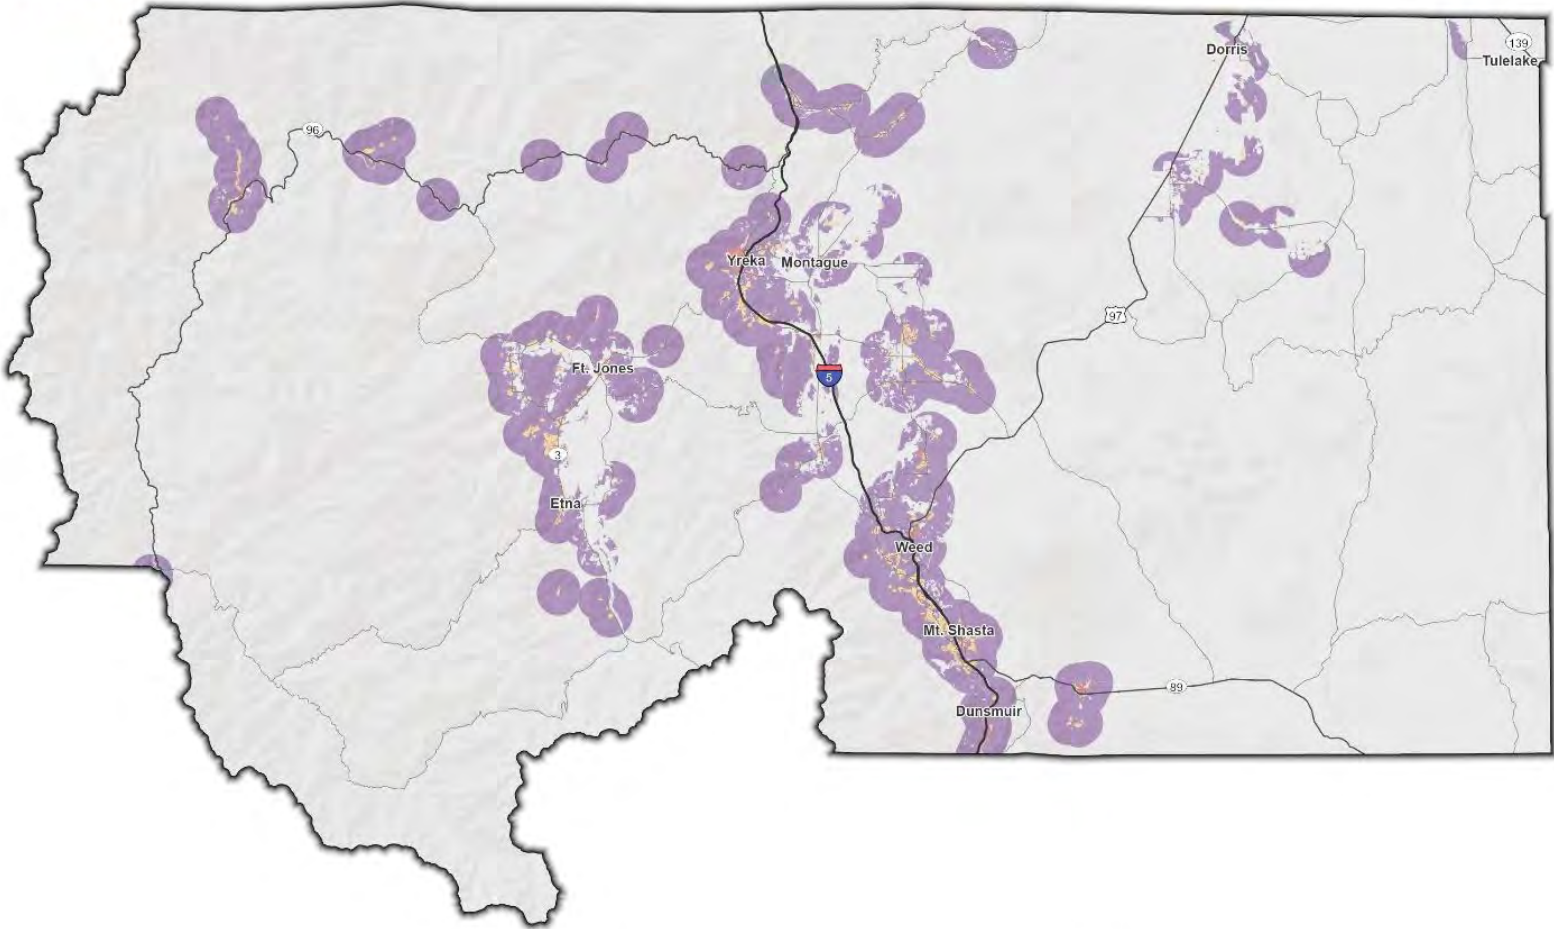 139
Dorris
Tulelake
96
Yreka
Montague
97
Ft. Jones
5
3
Etna
Weed
Mt. Shasta
89
Dunsmuir